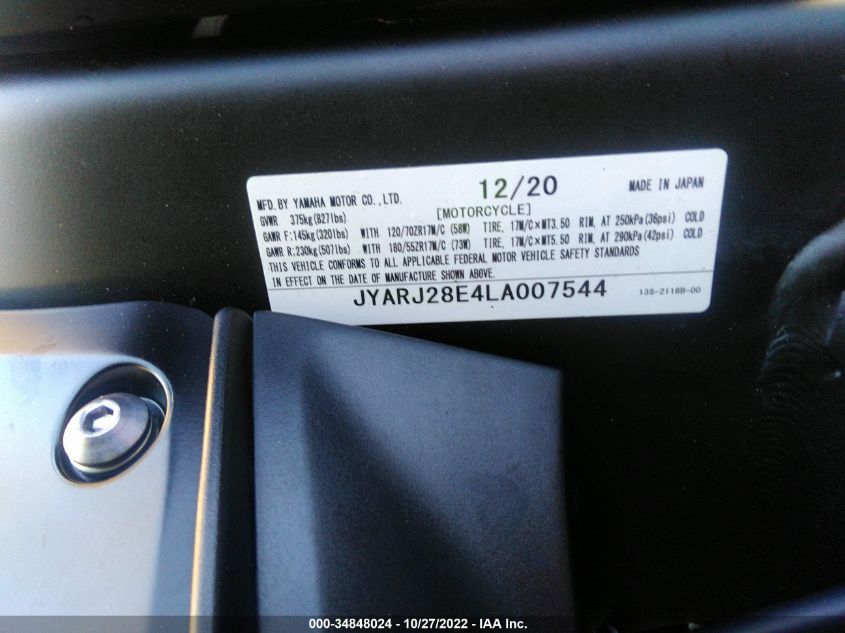 MFD.BY YAMAHA MOTOR CO.,LTD. 12/20 MADE IN JAPAN
GVWR 375kg(827lbs) [MOTORCYCLE]
GAWR F:145kg(320lbs) WITH 120/70ZR17M/C (58W) TIRE, 17M/C×MT3.50 RIM, AT 250kPa(36psi) COLD
GAWR R:230kg(507lbs) WITH 180/55ZR17M/C (73W) TIRE, 17M/C×MT5.50 RIM, AT 290kPa(42psi) COLD
THIS VEHICLE CONFORMS TO ALL APPLICABLE FEDERAL MOTOR VEHICLE SAFETY STANDARDS
IN EFFECT ON THE DATE OF MANUFACTURE SHOWN ABOVE.
JYARJ28E4LA007544 13S-2118B-00
000-34848024 - 10/27/2022 - IAA Inc.